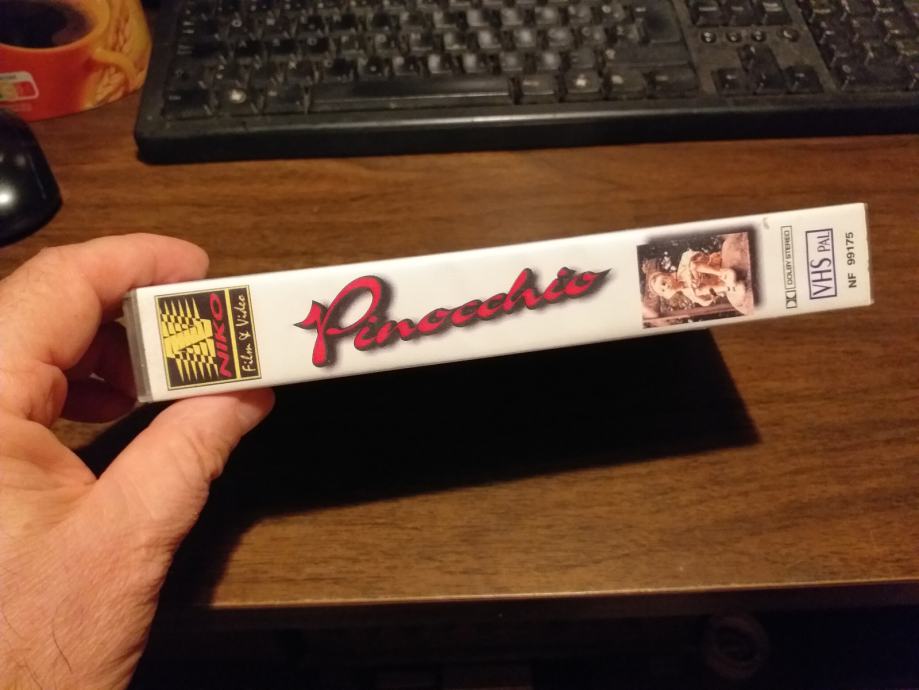 NIKO
Film & Video
Pinocchio
DOLBY STEREO
VHS PAL
NF 99175